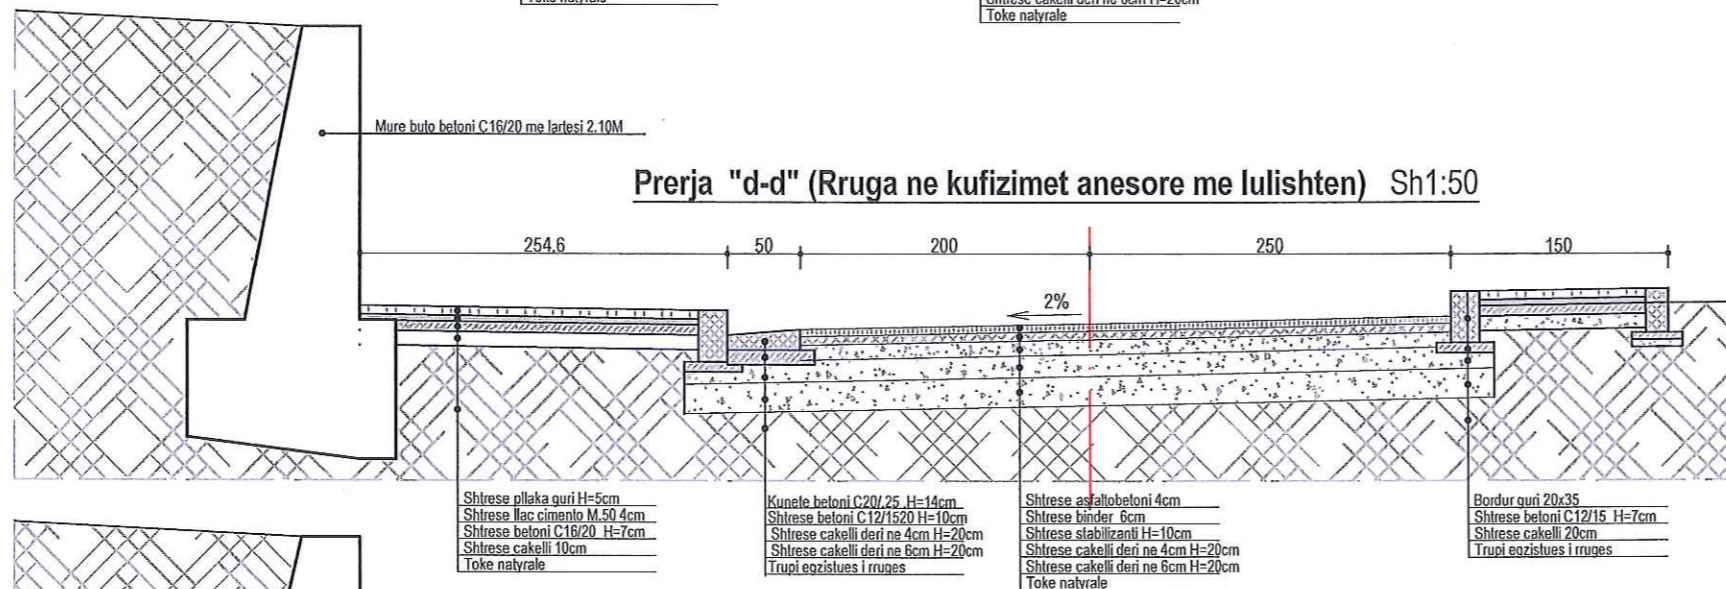 Toke natyrale
Shtrese cakelli deri ne 6cm H=20cm
Toke natyrale
Mure buto betoni C16/20 me lartesi 2.10M
Prerja "d-d" (Rruga ne kufizimet anesore me lulishten) Sh1:50
254.6 50 200 250 150
2%
Shtrese pllaka guri H=5cm
Shtrese llac cimento M.50 4cm
Shtrese betoni C16/20 H=7cm
Shtrese cakelli 10cm
Toke natyrale
Kunete betoni C20/.25 .H=14cm
Shtrese betoni C12/1520 H=10cm
Shtrese cakelli deri ne 4cm H=20cm
Shtrese cakelli deri ne 6cm H=20cm
Trupi egzistues i rruges
Shtrese asfaltobetoni 4cm
Shtrese binder 6cm
Shtrese stabilizanti H=10cm
Shtrese cakelli deri ne 4cm H=20cm
Shtrese cakelli deri ne 6cm H=20cm
Toke natyrale
Bordur guri 20x35
Shtrese betoni C12/15 H=7cm
Shtrese cakelli 20cm
Trupi egzistues i rruges